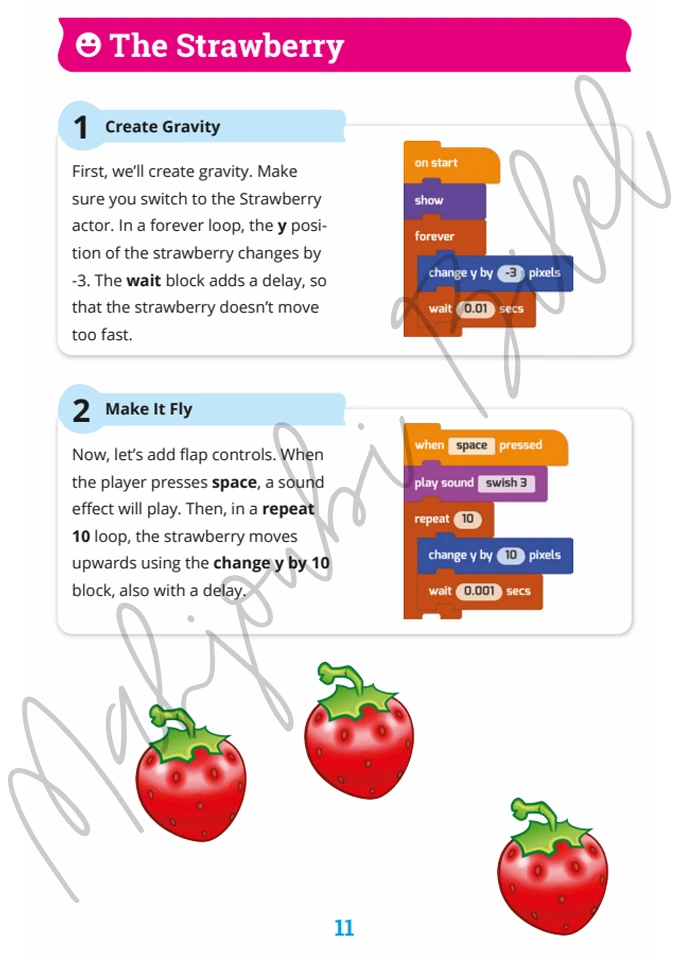 The Strawberry
1 Create Gravity
First, we'll create gravity. Make
sure you switch to the Strawberry
actor. In a forever loop, the y posi-
tion of the strawberry changes by
-3. The wait block adds a delay, so
that the strawberry doesn't move
too fast.
on start
show
forever
change y by -3 pixels
wait 0.01 secs
2 Make It Fly
Now, let's add flap controls. When
the player presses space, a sound
effect will play. Then, in a repeat
10 loop, the strawberry moves
upwards using the change y by 10
block, also with a delay.
when space pressed
play sound swish 3
repeat 10
change y by 10 pixels
wait 0.001 secs
Mahjoubi Bilel
11